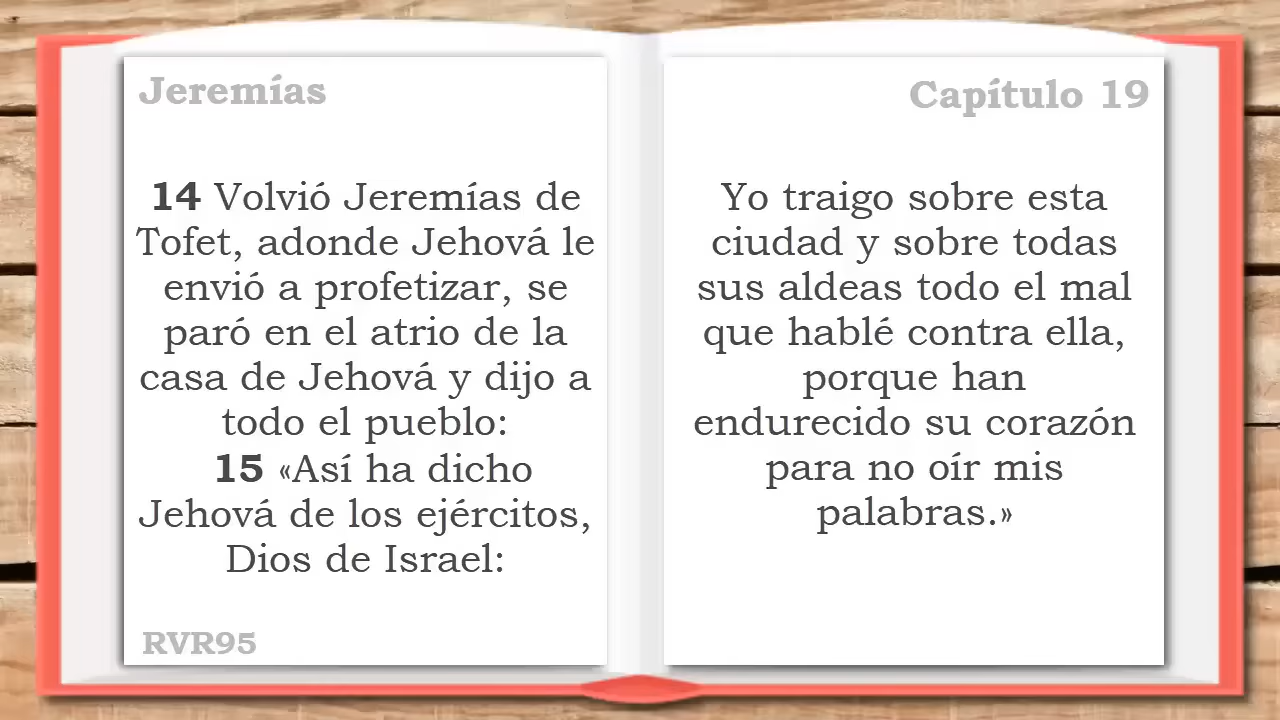 Jeremías
14 Volvió Jeremías de
Tofet, adonde Jehová le
envió a profetizar, se
paró en el atrio de la
casa de Jehová y dijo a
todo el pueblo:
15 «Así ha dicho
Jehová de los ejércitos,
Dios de Israel:
RVR95
Capítulo 19
Yo traigo sobre esta
ciudad y sobre todas
sus aldeas todo el mal
que hablé contra ella,
porque han
endurecido su corazón
para no oír mis
palabras.»